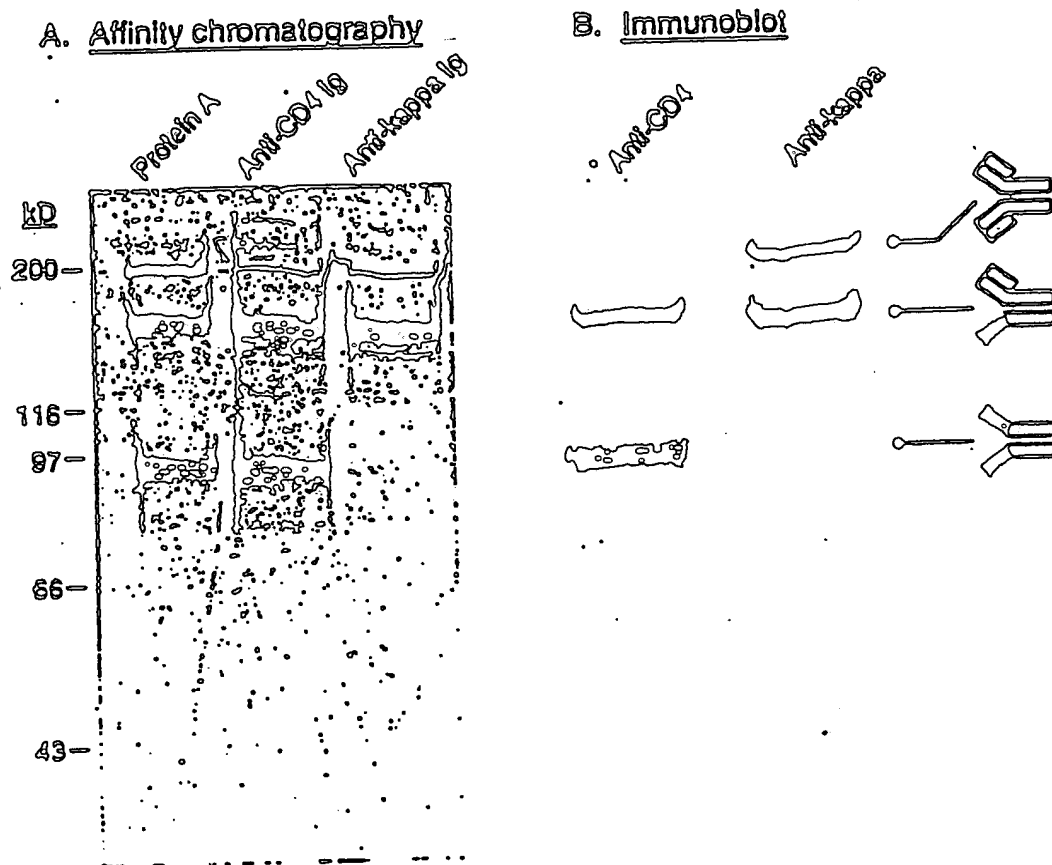 A. Affinity chromatography
Protein A
Anti-CD4 Ig
Anti-kappa Ig
kD
200
116
97
66
43
B. Immunoblot
Anti-CD4
Anti-kappa